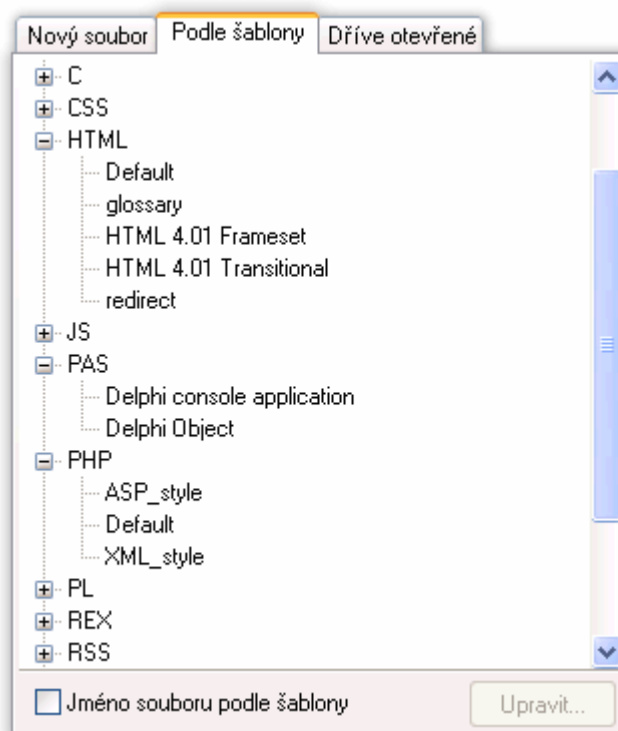 Nový soubor Podle šablony Dříve otevřené
C
CSS
HTML
Default
glossary
HTML 4.01 Frameset
HTML 4.01 Transitional
redirect
JS
PAS
Delphi console application
Delphi Object
PHP
ASP_style
Default
XML_style
PL
REX
RSS
Jméno souboru podle šablony Upravit...